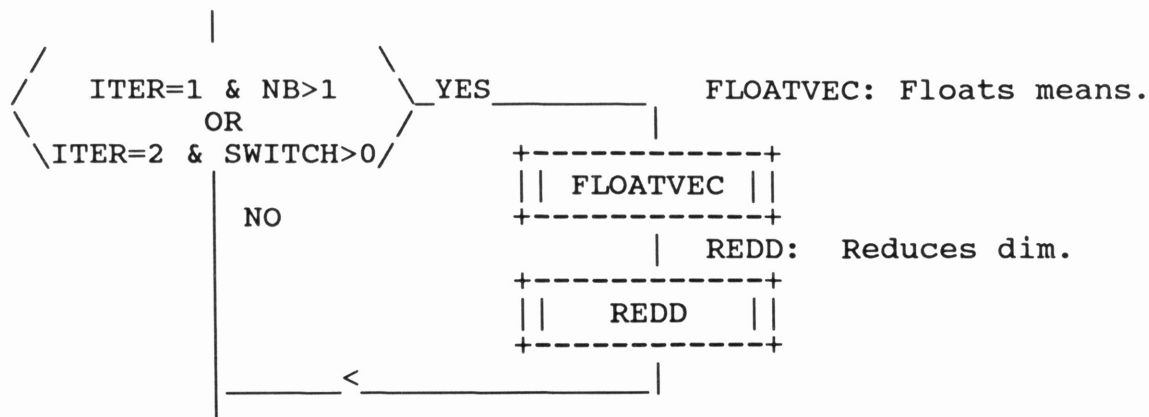 ITER=1 & NB>1 YES FLOATVEC: Floats means.
OR
ITER=2 & SWITCH>0
FLOATVEC
NO
REDD: Reduces dim.
REDD